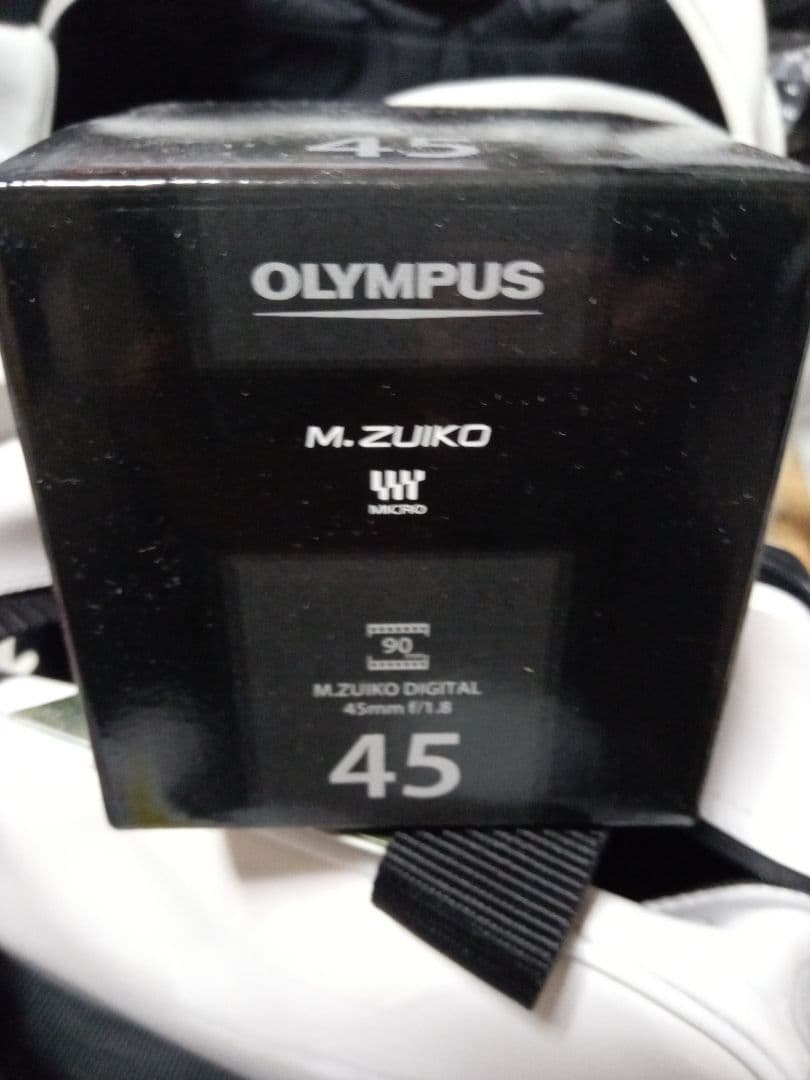 45
OLYMPUS
M.ZUIKO
MICRO
90
M.ZUIKO DIGITAL
45mm f/1.8
45